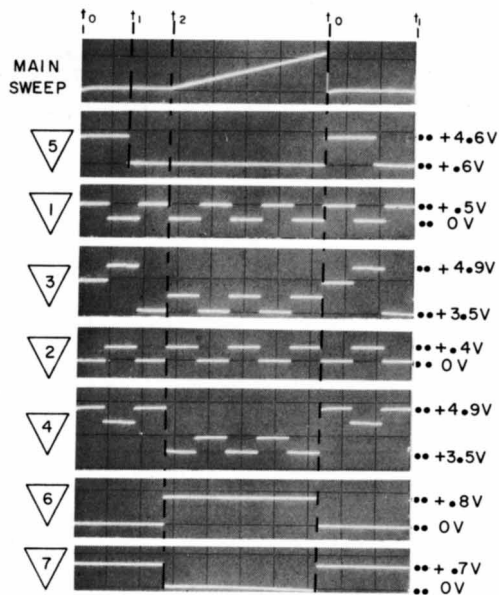 t0 t1 t2 t0 t1
MAIN
SWEEP
5
+4.6V
+.6V
1
+.5V
0V
3
+4.9V
+3.5V
2
+.4V
0V
4
+4.9V
+3.5V
6
+.8V
0V
7
+.7V
0V